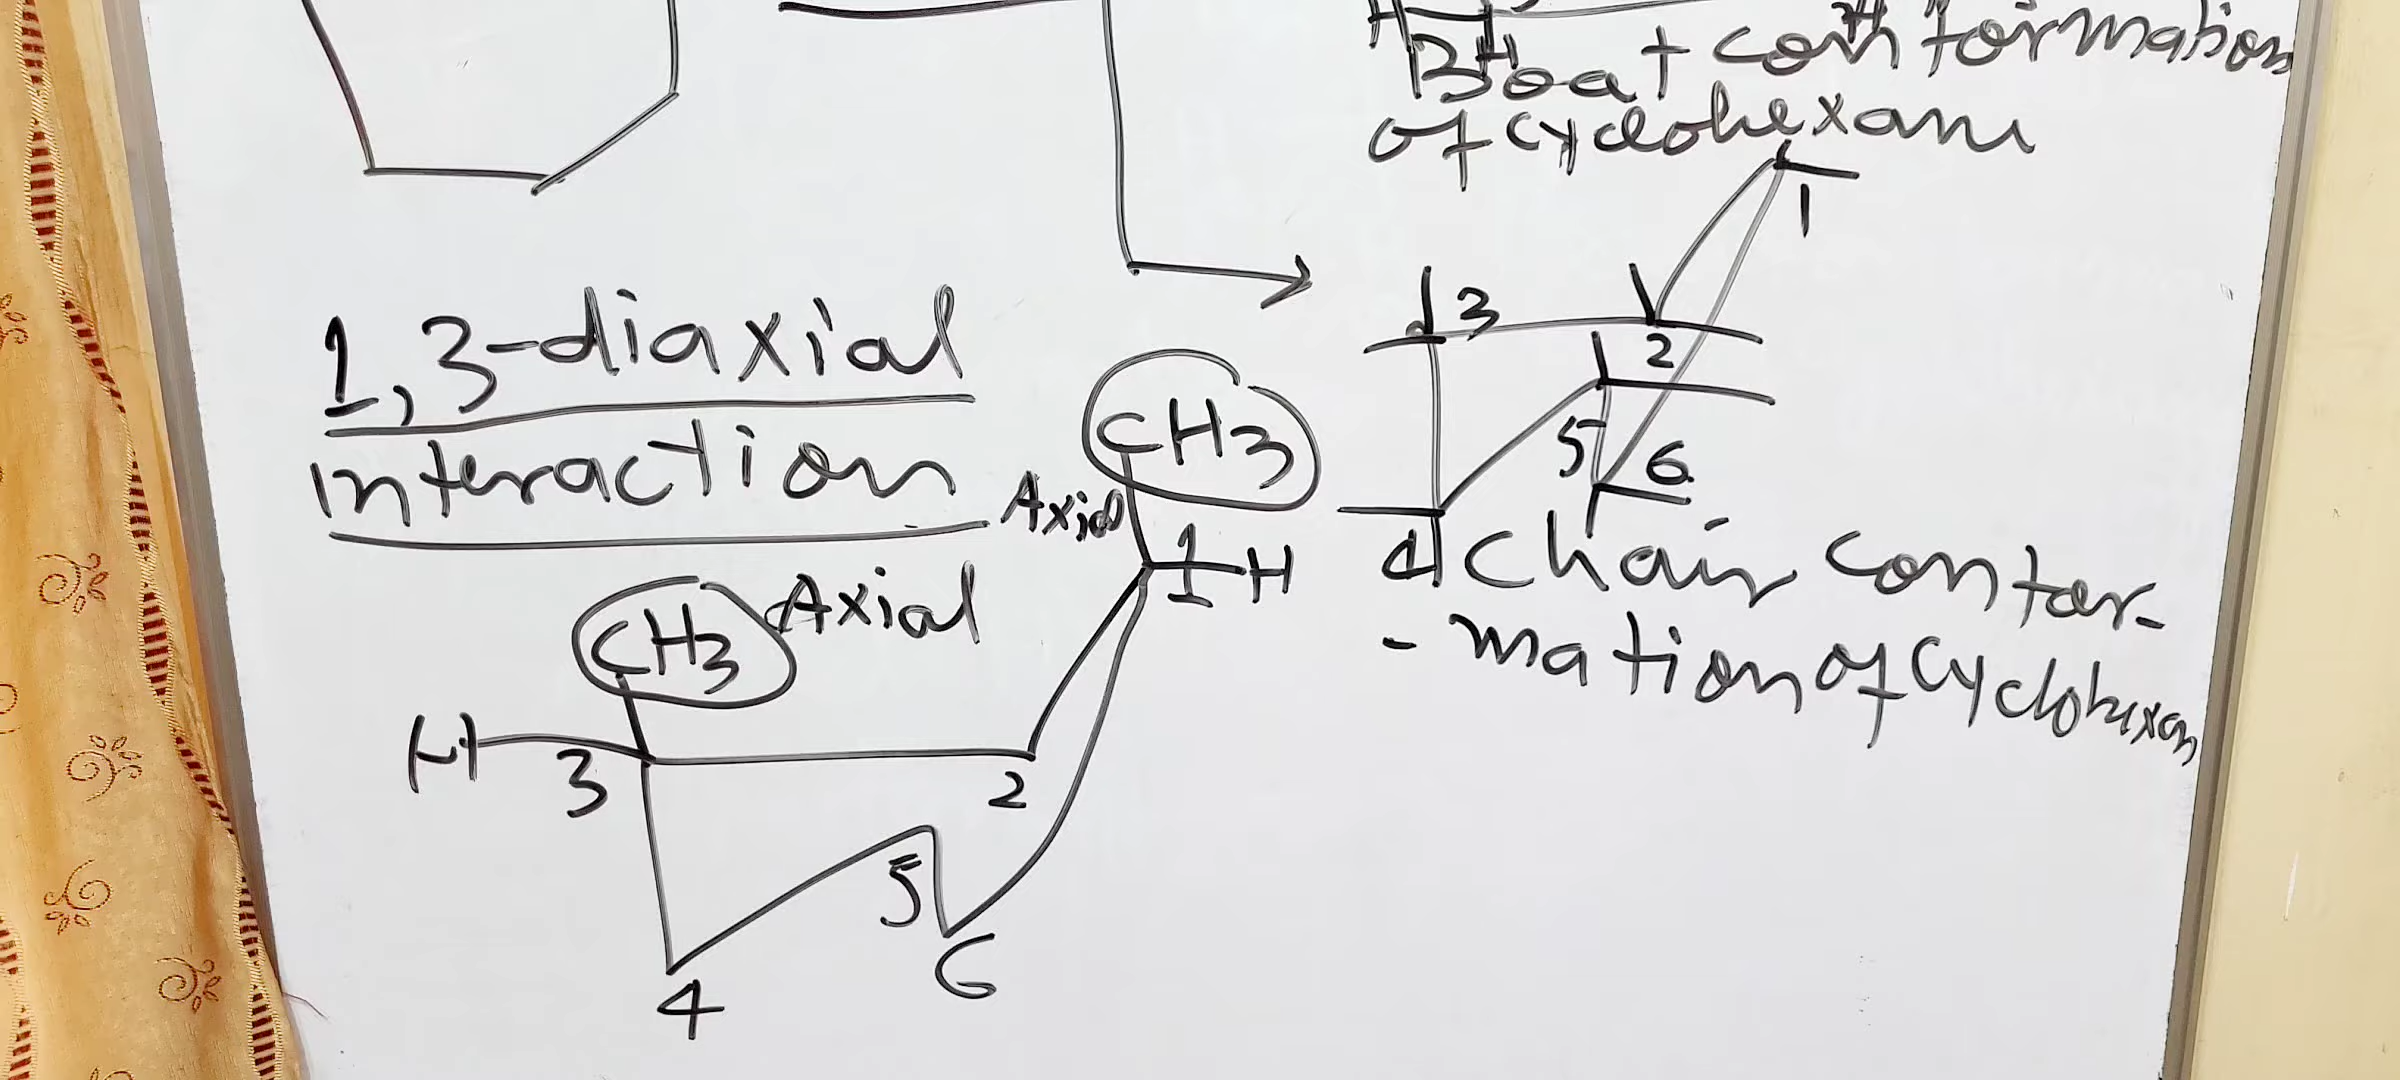 Boat conformation
of cyclohexane
1
3
2
5 6
4
Chair confor-
-mation of Cyclohexan
1,3-diaxial
interaction
CH3
Axial
1 H
CH3 Axial
H 3
2
5
6
4